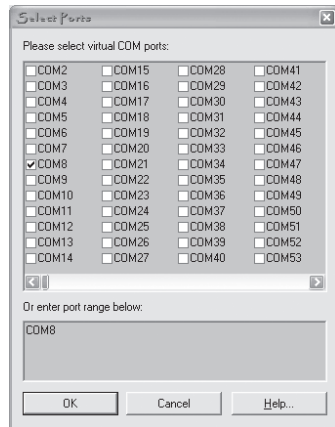 Select Ports
Please select virtual COM ports:
COM2 COM15 COM28 COM41
COM3 COM16 COM29 COM42
COM4 COM17 COM30 COM43
COM5 COM18 COM31 COM44
COM6 COM19 COM32 COM45
COM7 COM20 COM33 COM46
COM8 COM21 COM34 COM47
COM9 COM22 COM35 COM48
COM10 COM23 COM36 COM49
COM11 COM24 COM37 COM50
COM12 COM25 COM38 COM51
COM13 COM26 COM39 COM52
COM14 COM27 COM40 COM53
Or enter port range below:
COM8
OK Cancel Help...